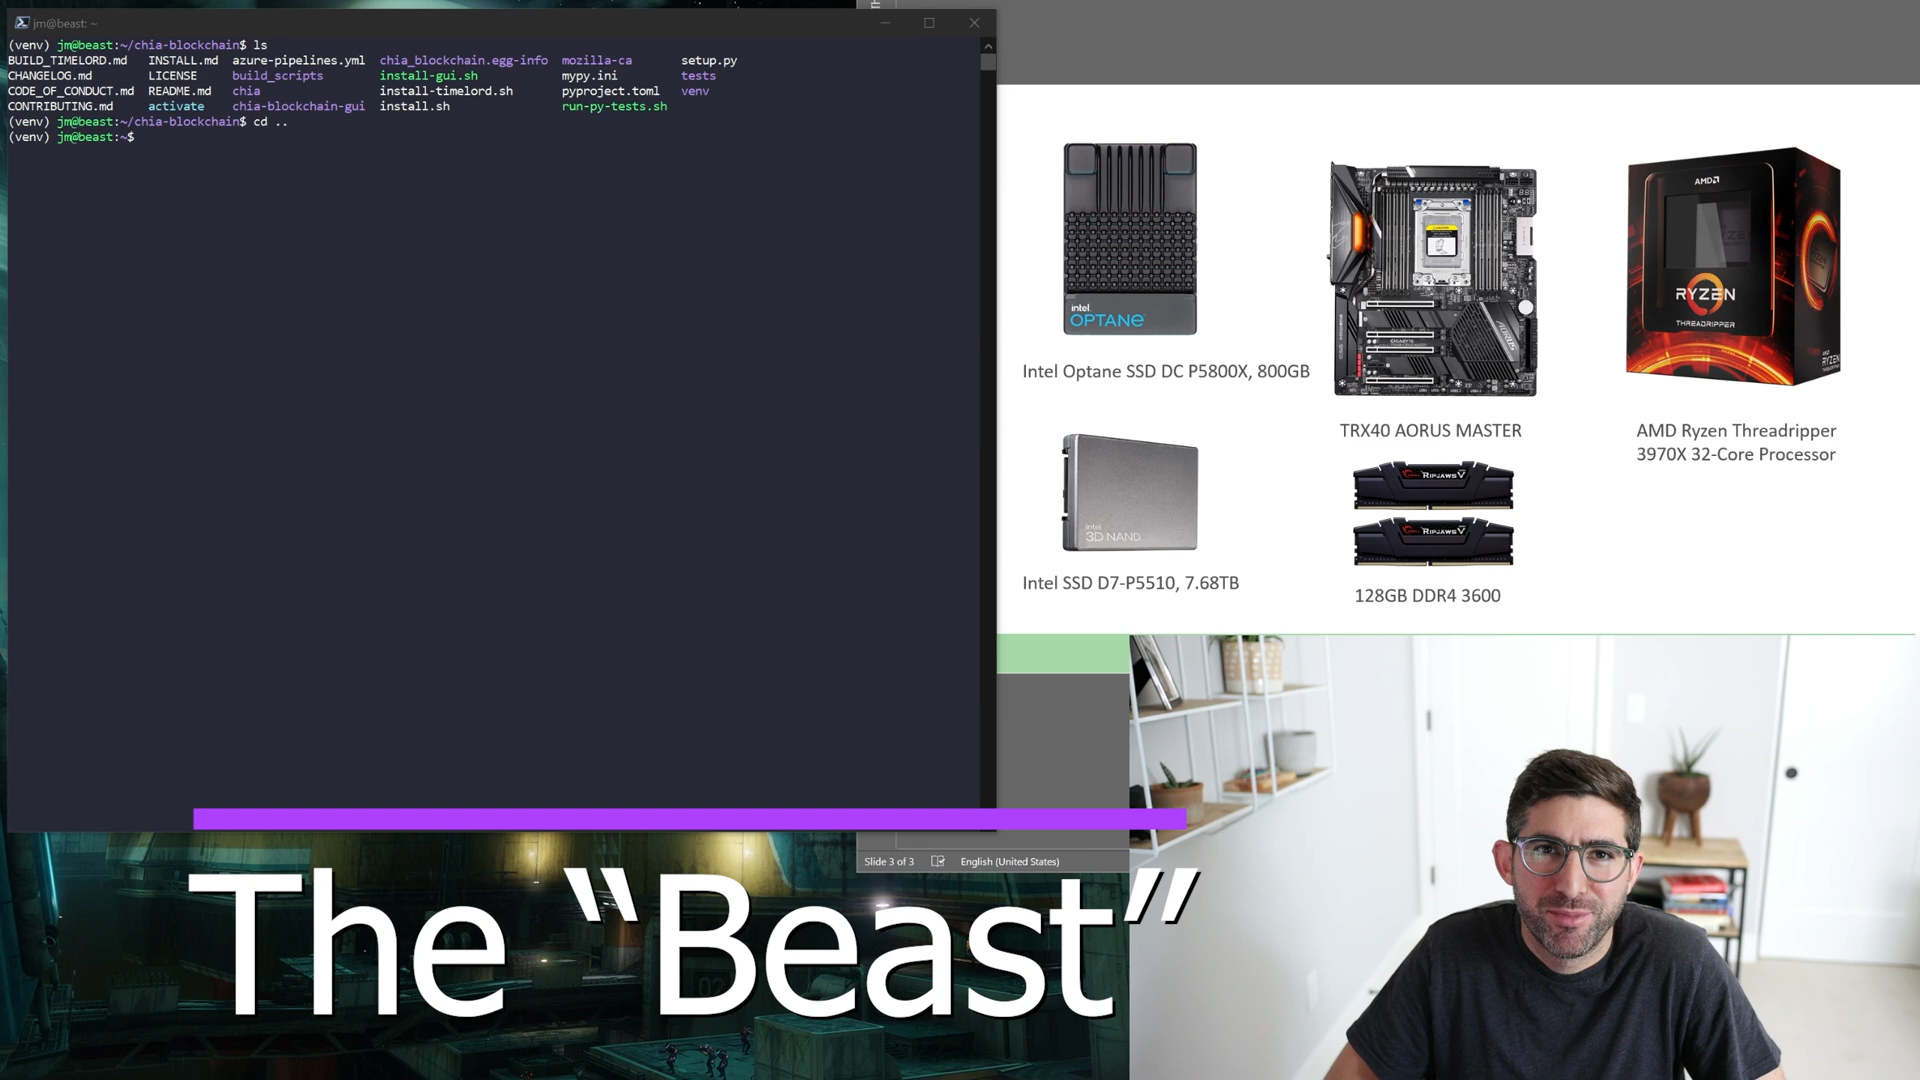 jm@beast: ~
(venv) jm@beast:~/chia-blockchain$ ls
BUILD_TIMELORD.md INSTALL.md azure-pipelines.yml chia_blockchain.egg-info mozilla-ca setup.py
CHANGELOG.md LICENSE build_scripts install-gui.sh mypy.ini tests
CODE_OF_CONDUCT.md README.md chia install-timelord.sh pyproject.toml venv
CONTRIBUTING.md activate chia-blockchain-gui install.sh run-py-tests.sh
(venv) jm@beast:~/chia-blockchain$ cd ..
(venv) jm@beast:~$
intel
OPTANE
Intel Optane SSD DC P5800X, 800GB
GIGABYTE
AORUS
TRX40 AORUS MASTER
AMD
RYZEN
THREADRIPPER
AMD Ryzen Threadripper
3970X 32-Core Processor
intel
3D NAND
Intel SSD D7-P5510, 7.68TB
RIPJAWS V
RIPJAWS V
128GB DDR4 3600
Slide 3 of 3 English (United States)
The “Beast”